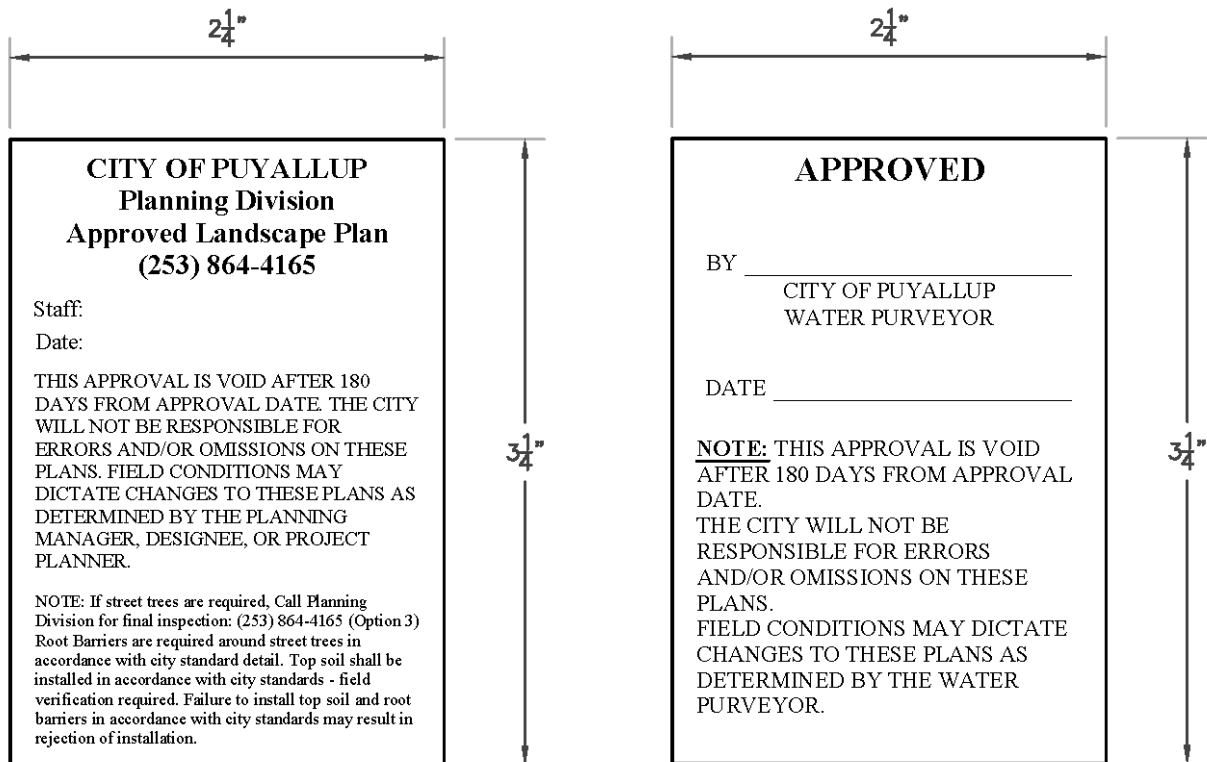 2 1/4"
CITY OF PUYALLUP
Planning Division
Approved Landscape Plan
(253) 864-4165
Staff:
Date:
THIS APPROVAL IS VOID AFTER 180
DAYS FROM APPROVAL DATE. THE CITY
WILL NOT BE RESPONSIBLE FOR
ERRORS AND/OR OMISSIONS ON THESE
PLANS. FIELD CONDITIONS MAY
DICTATE CHANGES TO THESE PLANS AS
DETERMINED BY THE PLANNING
MANAGER, DESIGNEE, OR PROJECT
PLANNER.
NOTE: If street trees are required, Call Planning
Division for final inspection: (253) 864-4165 (Option 3)
Root Barriers are required around street trees in
accordance with city standard detail. Top soil shall be
installed in accordance with city standards - field
verification required. Failure to install top soil and root
barriers in accordance with city standards may result in
rejection of installation.
3 1/4"
2 1/4"
APPROVED
BY
CITY OF PUYALLUP
WATER PURVEYOR
DATE
NOTE: THIS APPROVAL IS VOID
AFTER 180 DAYS FROM APPROVAL
DATE.
THE CITY WILL NOT BE
RESPONSIBLE FOR ERRORS
AND/OR OMISSIONS ON THESE
PLANS.
FIELD CONDITIONS MAY DICTATE
CHANGES TO THESE PLANS AS
DETERMINED BY THE WATER
PURVEYOR.
3 1/4"